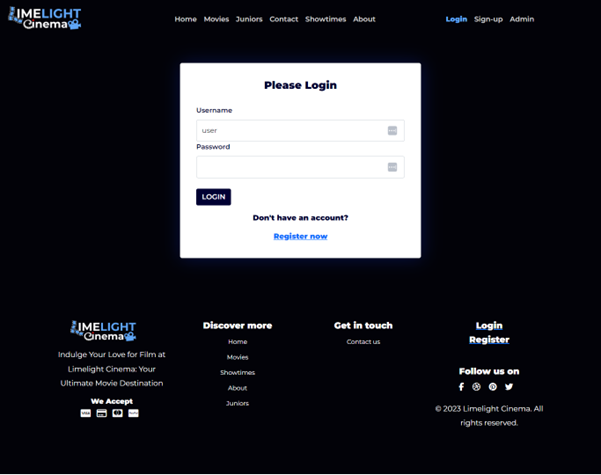 LIMELIGHT
Cinema
Home Movies Juniors Contact Showtimes About
Login Sign-up Admin
Please Login
Username
user
Password
LOGIN
Don't have an account?
Register now
LIMELIGHT
Cinema
Indulge Your Love for Film at
Limelight Cinema: Your
Ultimate Movie Destination
We Accept
VISA
Discover more
Home
Movies
Showtimes
About
Juniors
Get in touch
Contact us
Login
Register
Follow us on
© 2023 Limelight Cinema. All
rights reserved.